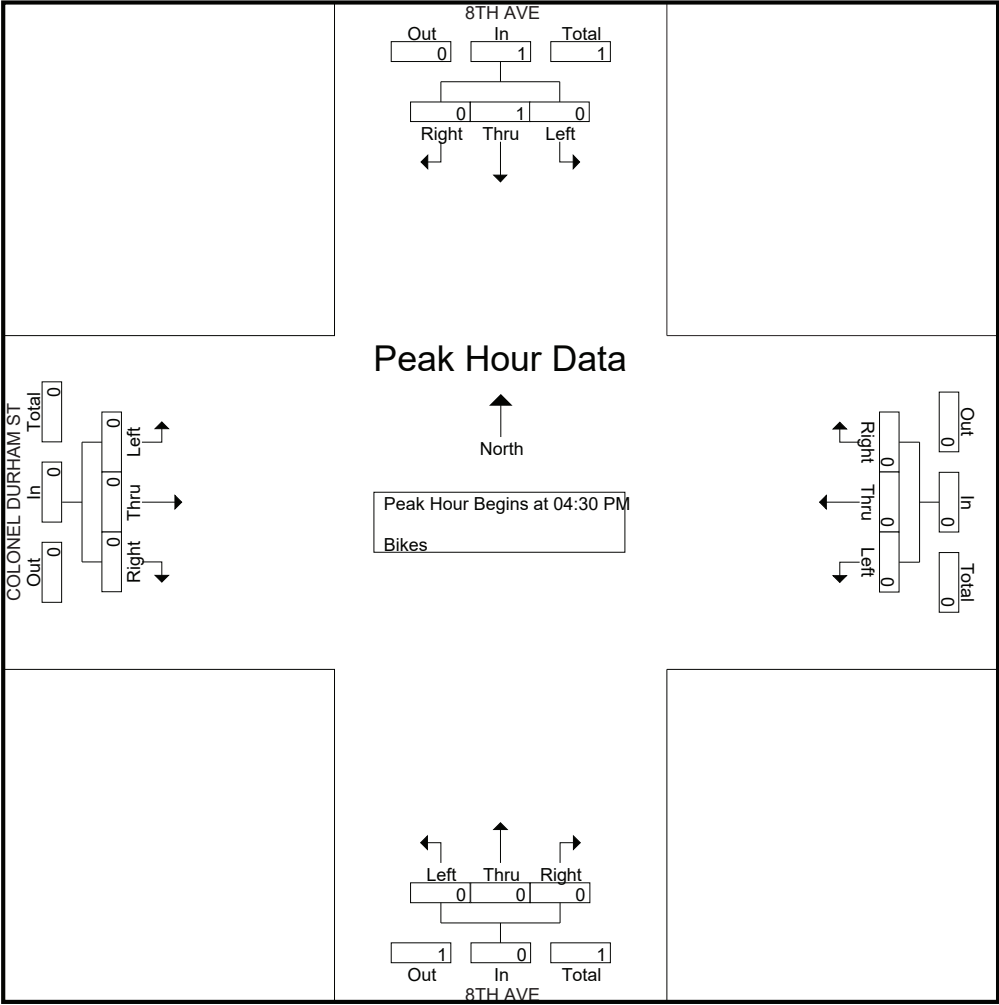 8TH AVE
Out In Total
0 1 1
0 1 0
Right Thru Left
Peak Hour Data
North
Peak Hour Begins at 04:30 PM
Bikes
COLONEL DURHAM ST
Out In Total
0 0 0
0 0 0
Right Thru Left
Out In Total
0 0 0
0 0 0
Right Thru Left
Left Thru Right
0 0 0
1 0 1
Out In Total
8TH AVE